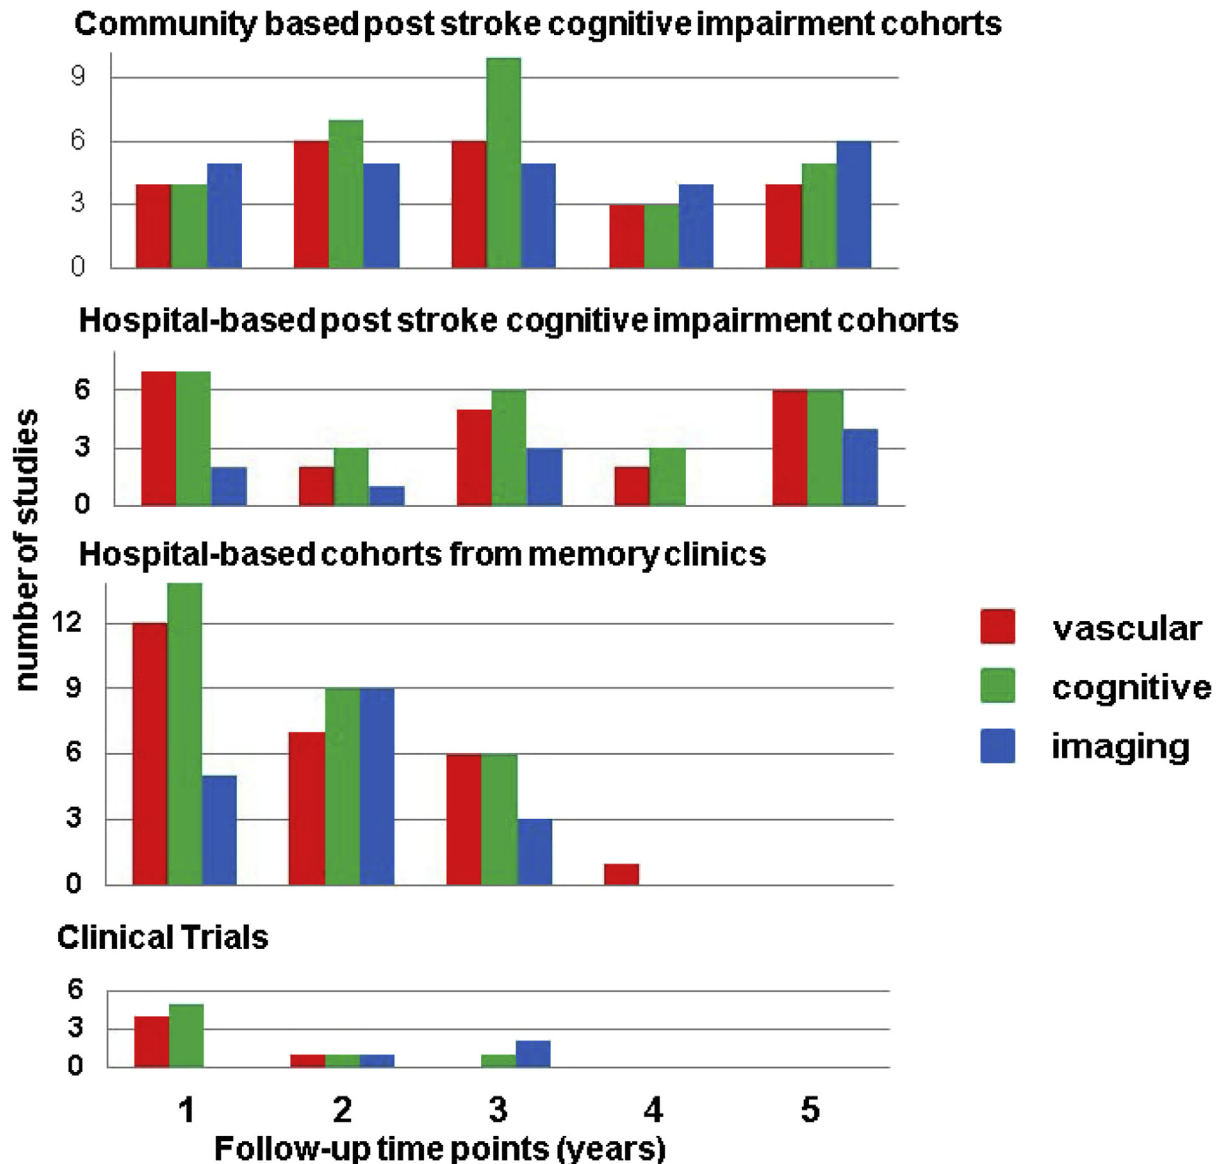 Community based post stroke cognitive impairment cohorts
9
6
3
0
Hospital-based post stroke cognitive impairment cohorts
6
3
0
number of studies
Hospital-based cohorts from memory clinics
12
9
6
3
0
vascular
cognitive
imaging
Clinical Trials
6
3
0
1 2 3 4 5
Follow-up time points (years)